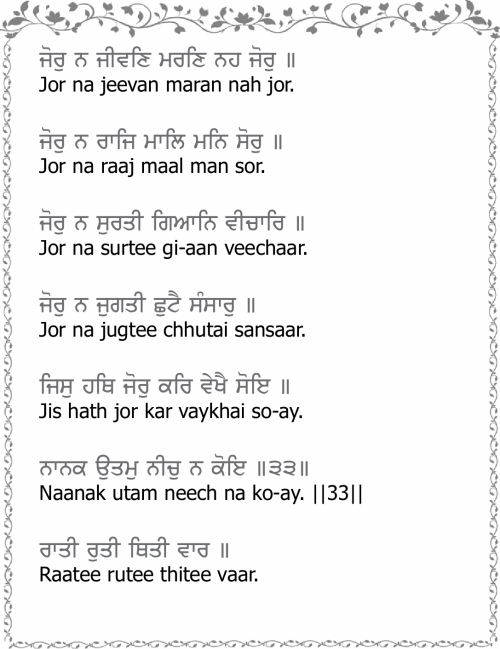 ਜੋਰੁ ਨ ਜੀਵਣਿ ਮਰਣਿ ਨਹ ਜੋਰੁ ॥
Jor na jeevan maran nah jor.
ਜੋਰੁ ਨ ਰਾਜਿ ਮਾਲਿ ਮਨਿ ਸੋਰੁ ॥
Jor na raaj maal man sor.
ਜੋਰੁ ਨ ਸੁਰਤੀ ਗਿਆਨਿ ਵੀਚਾਰਿ ॥
Jor na surtee gi-aan veechaar.
ਜੋਰੁ ਨ ਜੁਗਤੀ ਛੁਟੈ ਸੰਸਾਰੁ ॥
Jor na jugtee chhutai sansaar.
ਜਿਸੁ ਹਥਿ ਜੋਰੁ ਕਰਿ ਵੇਖੈ ਸੋਇ ॥
Jis hath jor kar vaykhai so-ay.
ਨਾਨਕ ਉਤਮੁ ਨੀਚੁ ਨ ਕੋਇ ॥੩੩॥
Naanak utam neech na ko-ay. ||33||
ਰਾਤੀ ਰੁਤੀ ਥਿਤੀ ਵਾਰ ॥
Raatee rutee thitee vaar.